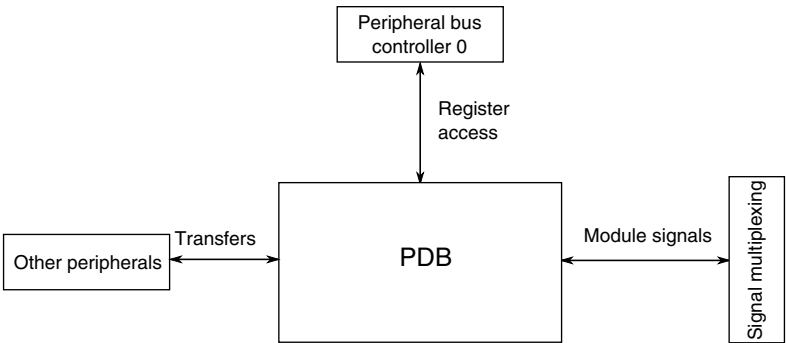 Peripheral bus
controller 0
Register
access
Other peripherals
Transfers
PDB
Module signals
Signal multiplexing